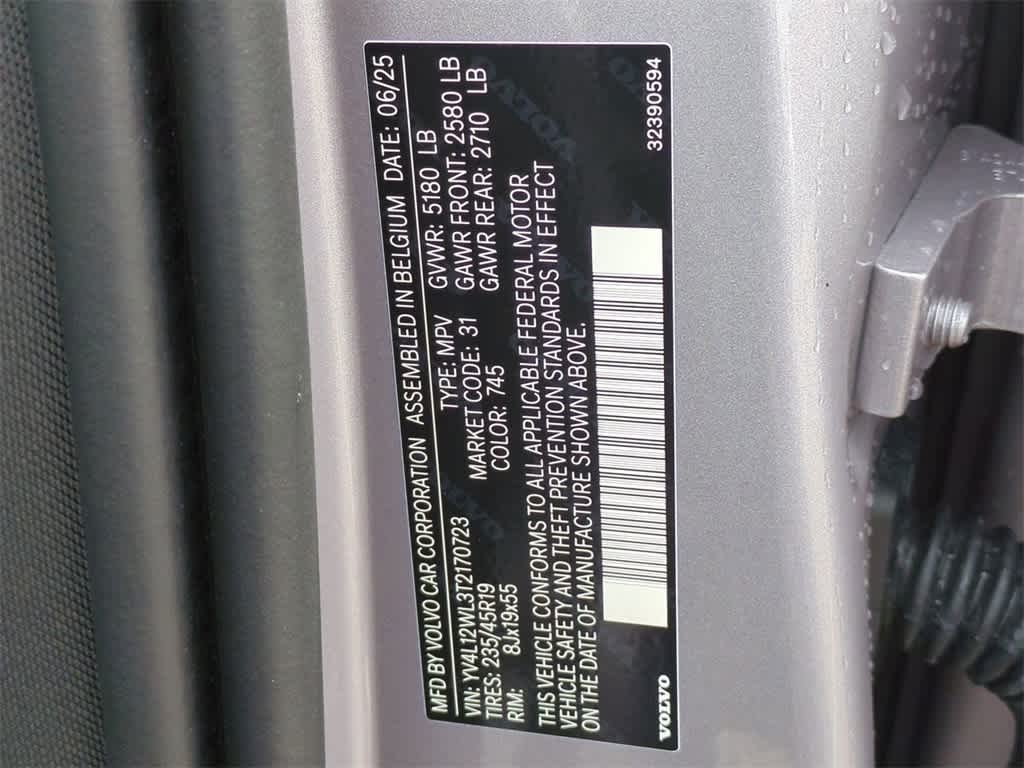 MFD BY VOLVO CAR CORPORATION ASSEMBLED IN BELGIUM DATE: 06/25
VIN: YV4L12WL3T2170723 TYPE: MPV GVWR: 5180 LB
TIRES: 235/45R19 MARKET CODE: 31 GAWR FRONT: 2580 LB
RIM: 8Jx19x55 COLOR: 745 GAWR REAR: 2710 LB
THIS VEHICLE CONFORMS TO ALL APPLICABLE FEDERAL MOTOR
VEHICLE SAFETY AND THEFT PREVENTION STANDARDS IN EFFECT
ON THE DATE OF MANUFACTURE SHOWN ABOVE.
VOLVO 32390594